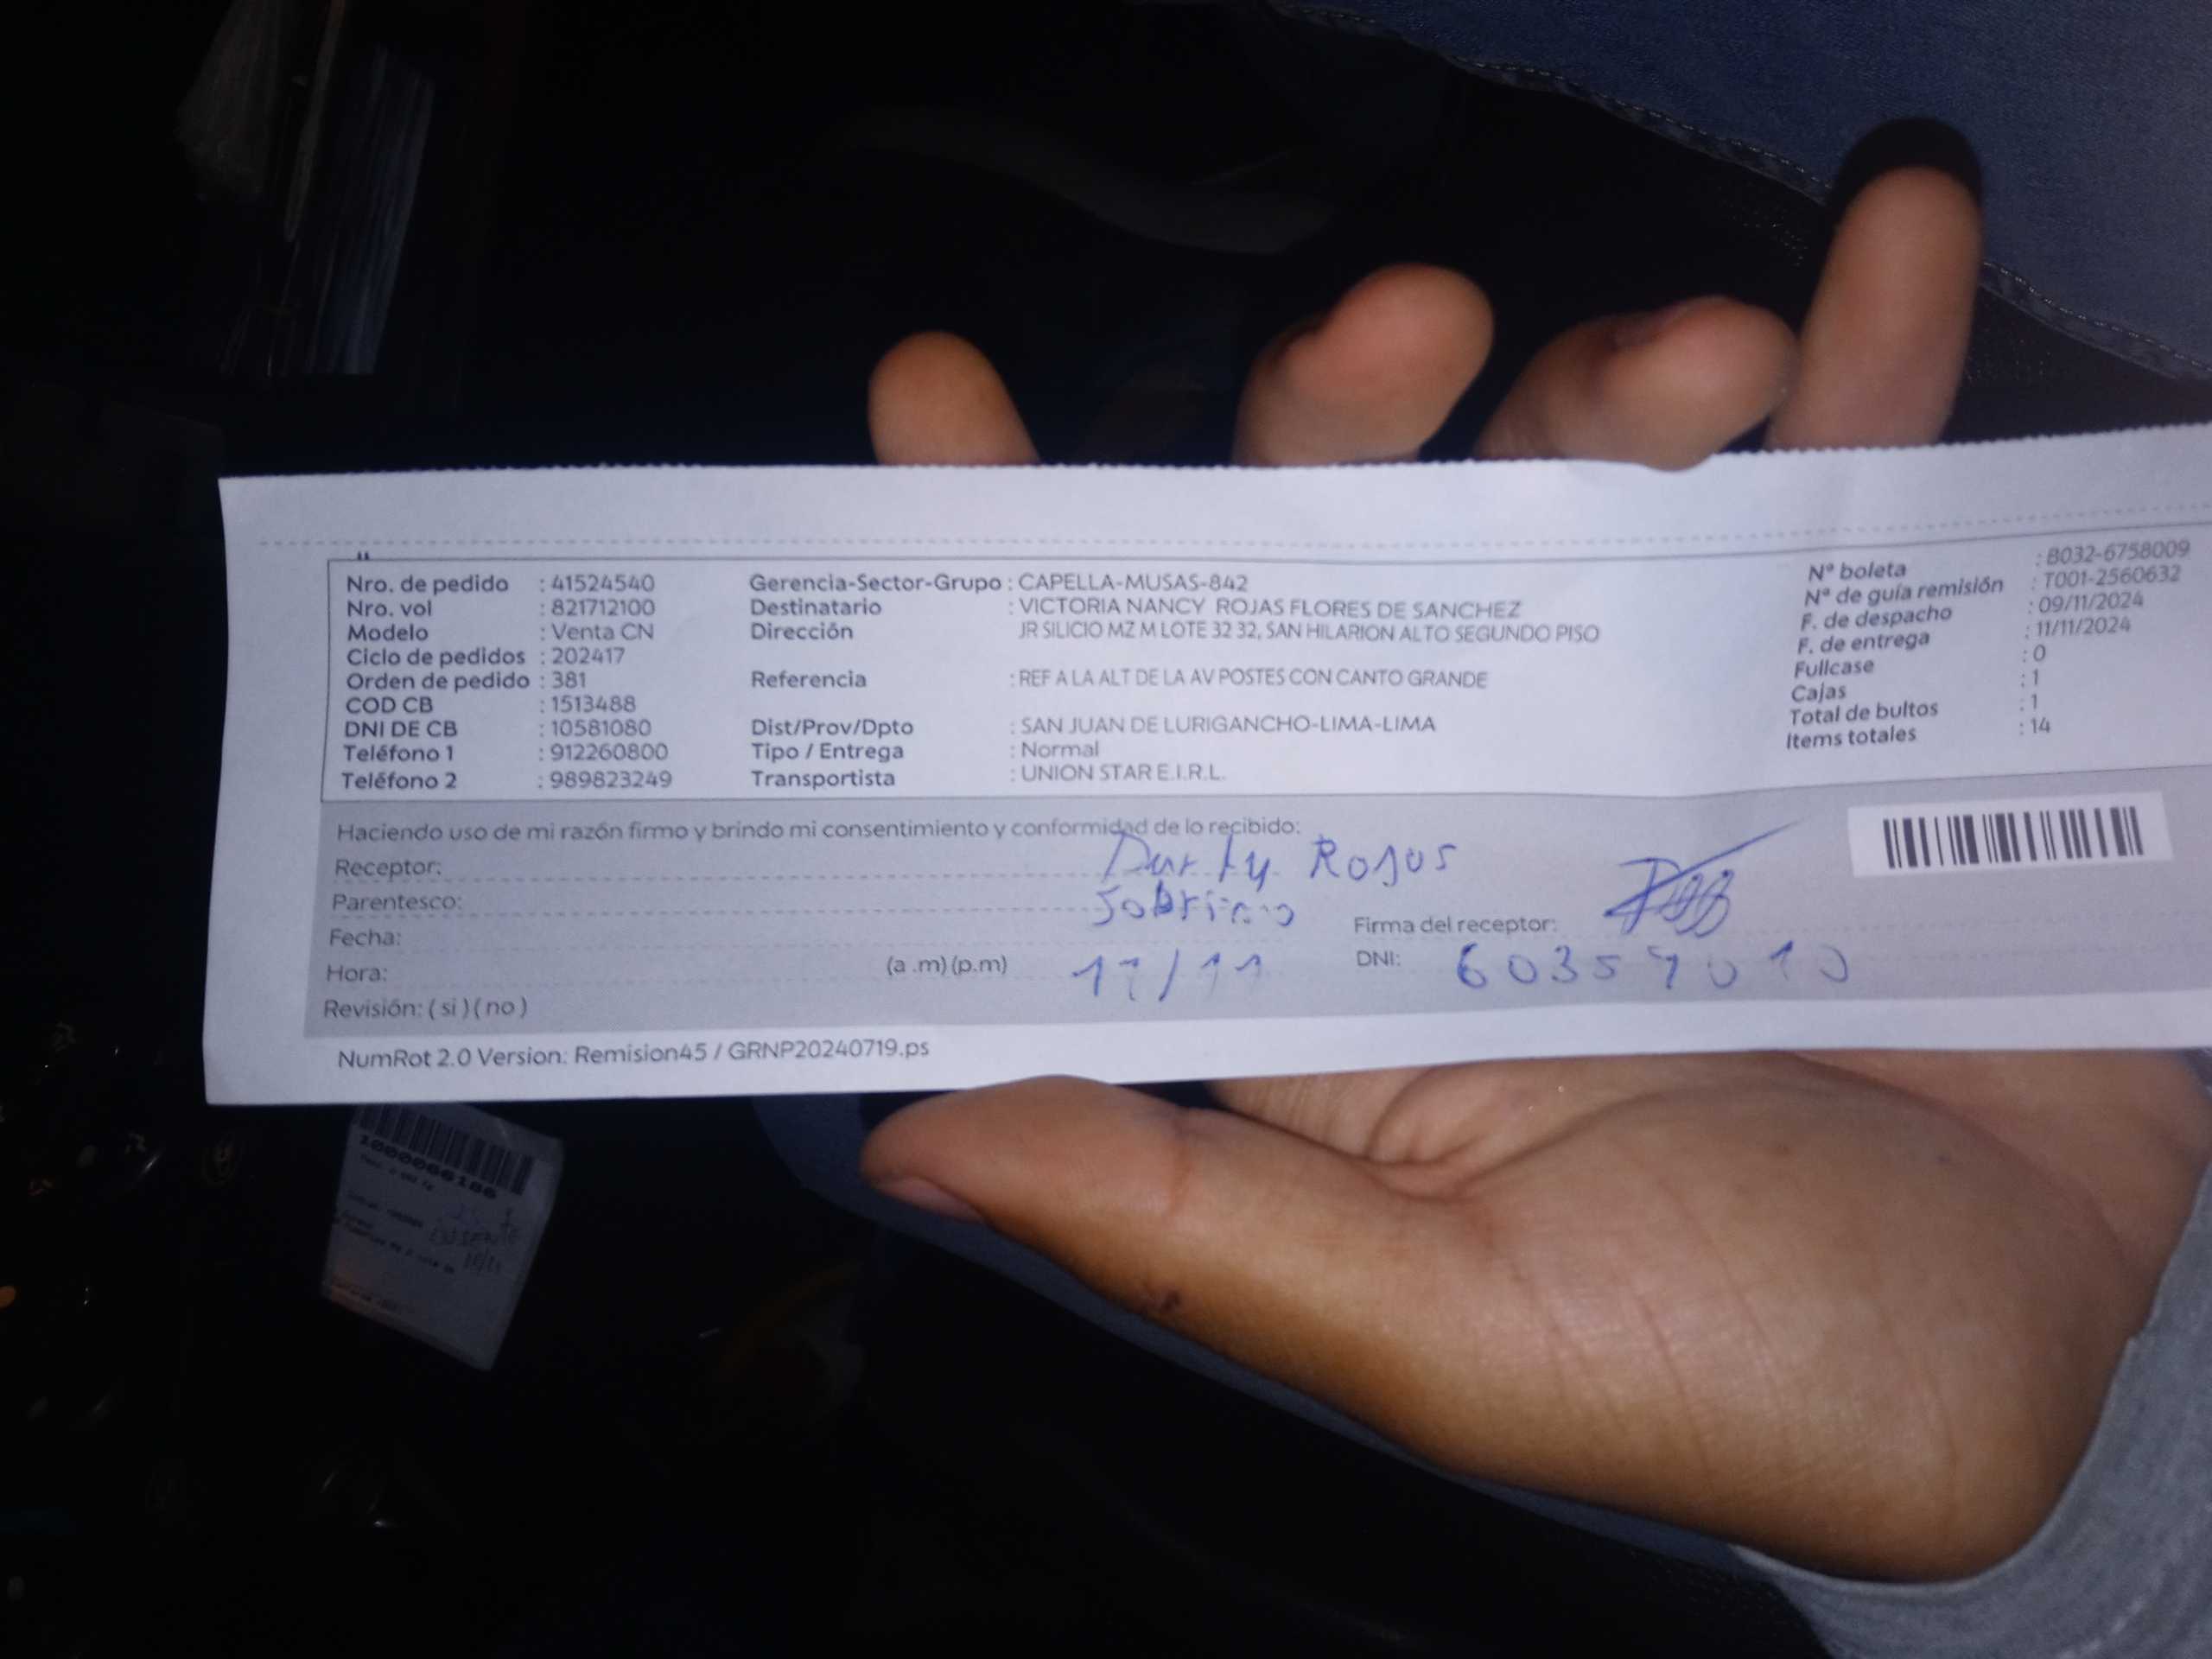 Nro. de pedido : 41524540
Nro. vol : 821712100
Modelo : Venta CN
Ciclo de pedidos : 202417
Orden de pedido : 381
COD CB : 1513488
DNI DE CB : 10581080
Teléfono 1 : 912260800
Teléfono 2 : 989823249
Gerencia-Sector-Grupo : CAPELLA-MUSAS-842
Destinatario : VICTORIA NANCY ROJAS FLORES DE SANCHEZ
Dirección JR SILICIO MZ M LOTE 32 32, SAN HILARION ALTO SEGUNDO PISO
Referencia : REF A LA ALT DE LA AV POSTES CON CANTO GRANDE
Dist/Prov/Dpto : SAN JUAN DE LURIGANCHO-LIMA-LIMA
Tipo / Entrega : Normal
Transportista : UNION STAR E.I.R.L.
Nº boleta : B032-6758009
Nº de guía remisión : T001-2560632
F. de despacho : 09/11/2024
F. de entrega : 11/11/2024
Fullcase : 0
Cajas : 1
Total de bultos : 1
Items totales : 14
Haciendo uso de mi razón firmo y brindo mi consentimiento y conformidad de lo recibido:
Receptor: Rojas
Parentesco: Sobrino
Fecha:
Firma del receptor:
Hora: (a .m) (p.m) 11/11
DNI:
Revisión: ( si ) ( no )
NumRot 2.0 Version: Remision45 / GRNP20240719.ps
1000066186